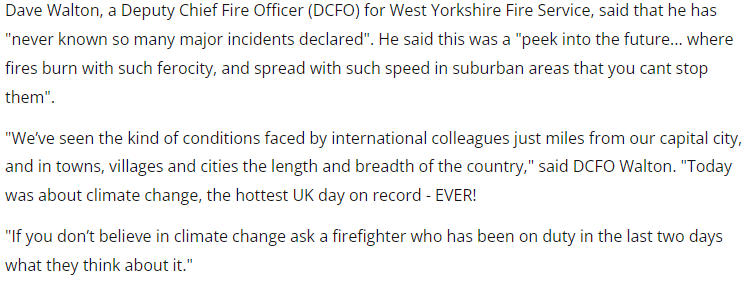 Dave Walton, a Deputy Chief Fire Officer (DCFO) for West Yorkshire Fire Service, said that he has
"never known so many major incidents declared". He said this was a "peek into the future... where
fires burn with such ferocity, and spread with such speed in suburban areas that you cant stop
them".
"We’ve seen the kind of conditions faced by international colleagues just miles from our capital city,
and in towns, villages and cities the length and breadth of the country," said DCFO Walton. "Today
was about climate change, the hottest UK day on record - EVER!
"If you don’t believe in climate change ask a firefighter who has been on duty in the last two days
what they think about it."